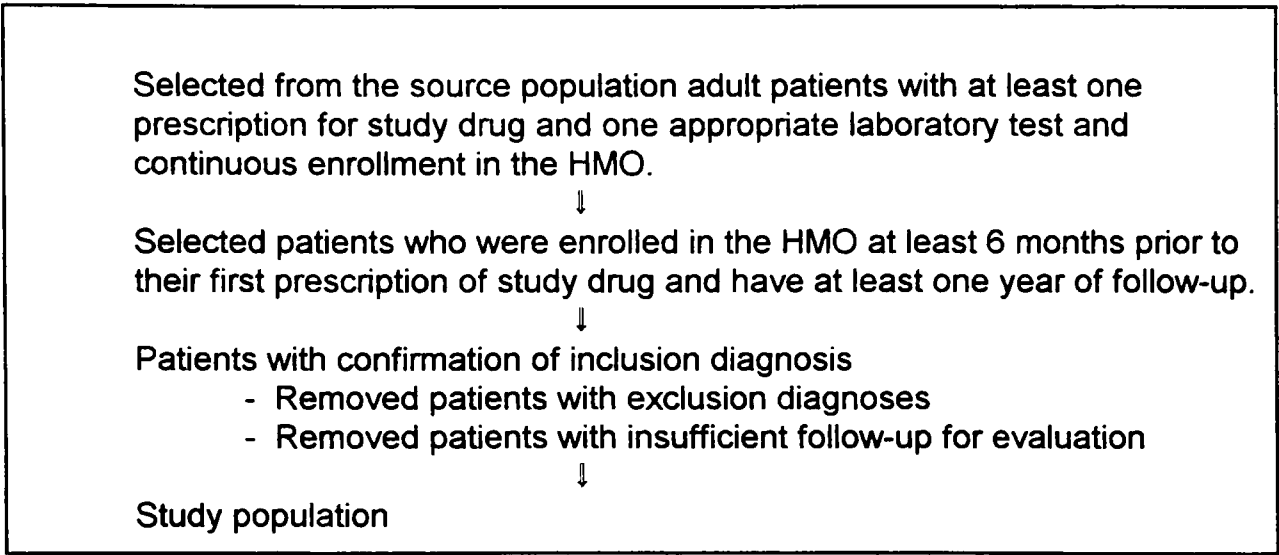 Selected from the source population adult patients with at least one
prescription for study drug and one appropriate laboratory test and
continuous enrollment in the HMO.
⇓
Selected patients who were enrolled in the HMO at least 6 months prior to
their first prescription of study drug and have at least one year of follow-up.
⇓
Patients with confirmation of inclusion diagnosis
- Removed patients with exclusion diagnoses
- Removed patients with insufficient follow-up for evaluation
⇓
Study population